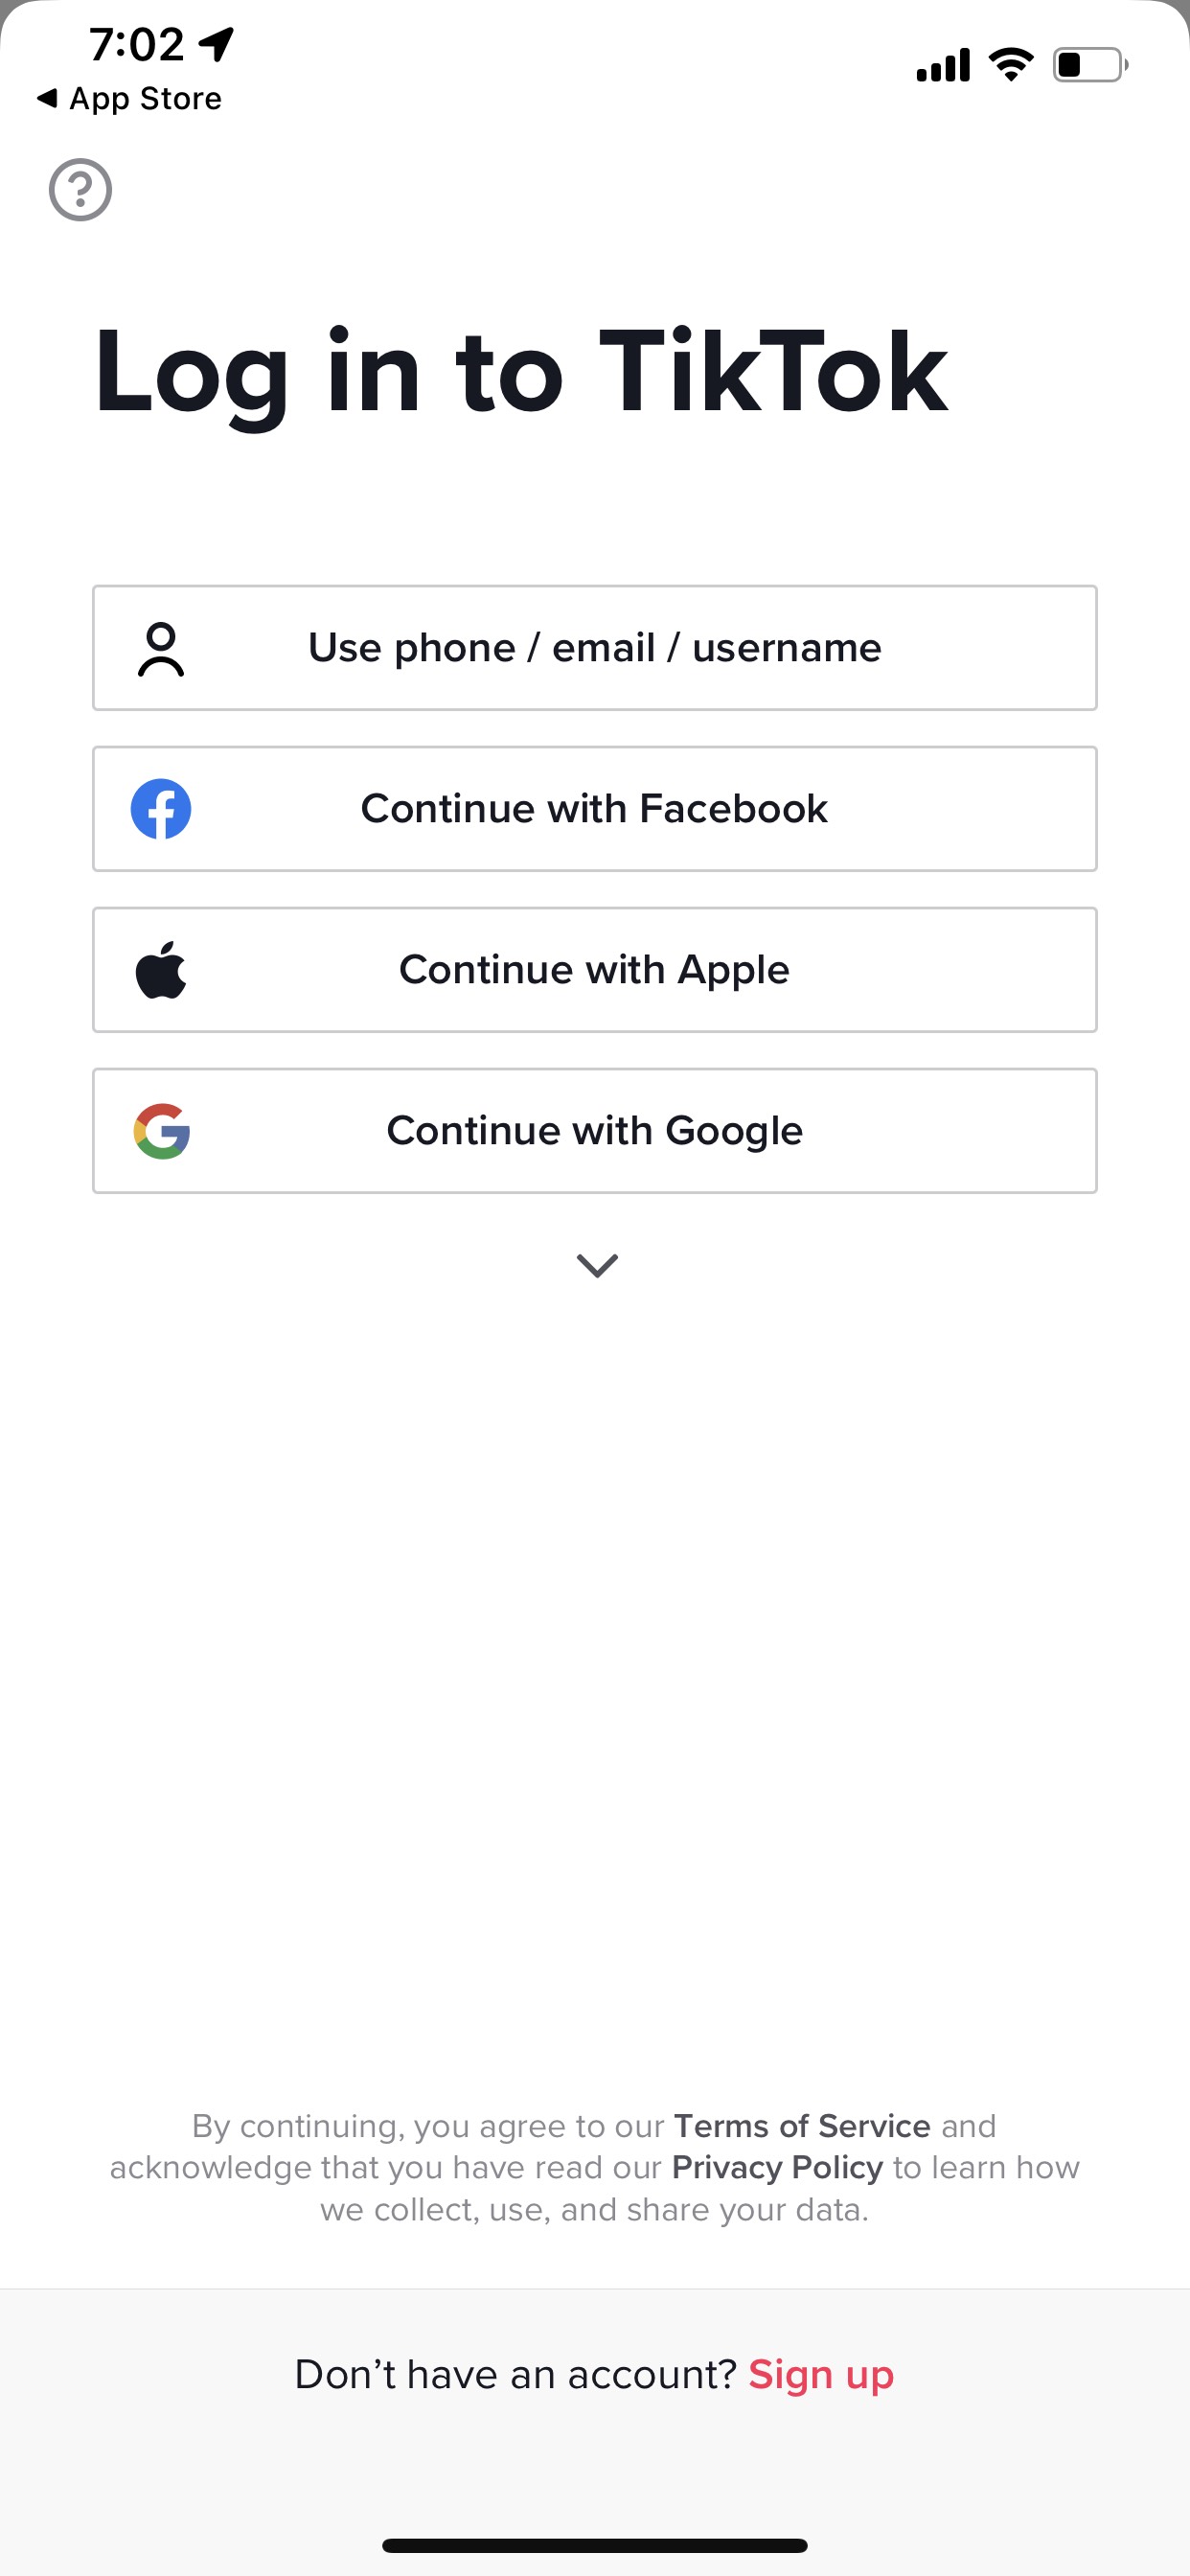 7:02
App Store
Log in to TikTok
Use phone / email / username
Continue with Facebook
Continue with Apple
Continue with Google
By continuing, you agree to our Terms of Service and
acknowledge that you have read our Privacy Policy to learn how
we collect, use, and share your data.
Don’t have an account? Sign up